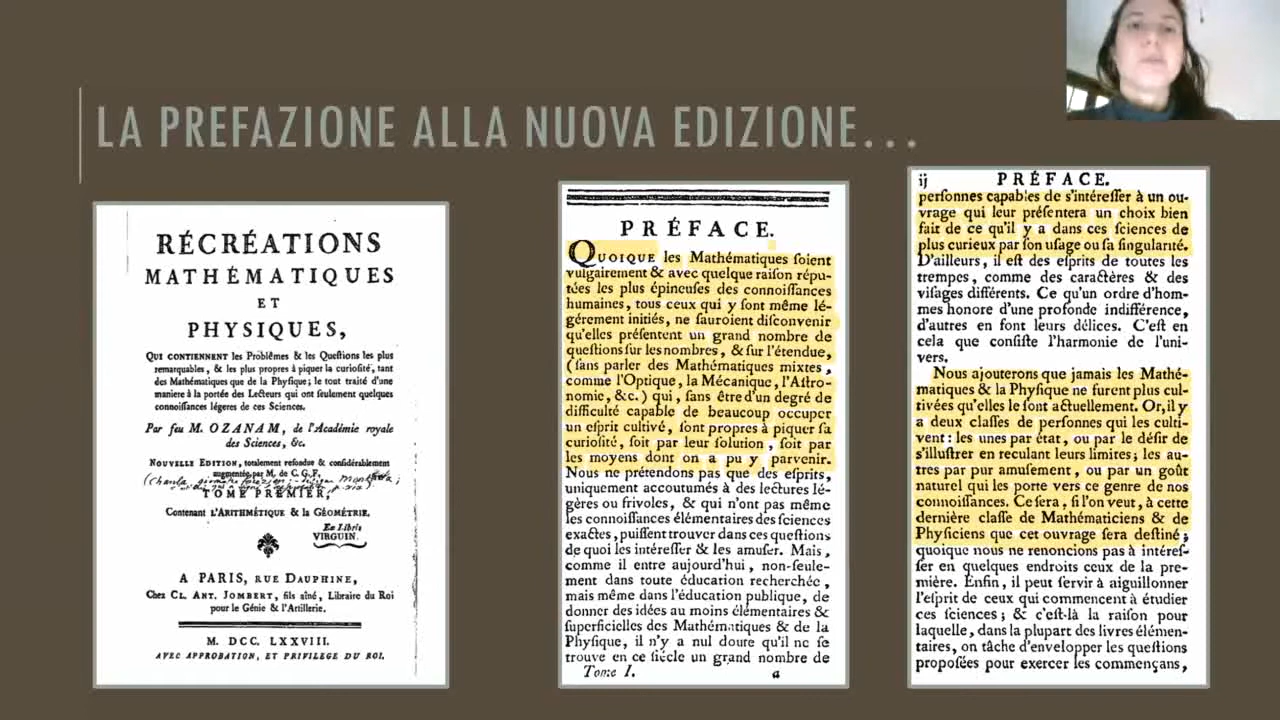 LA PREFAZIONE ALLA NUOVA EDIZIONE...
RÉCRÉATIONS
MATHÉMATIQUES
ET
PHYSIQUES,
QUI CONTIENNENT les Problêmes & les Questions les plus
remarquables, & les plus propres à piquer la curiosité, tant
des Mathématiques que de la Physique; le tout traité d'une
maniere à la portée des Lecteurs qui ont seulement quelques
connoissances légeres de ces Sciences.
Par feu M. OZANAM, de l'Académie royale
des Sciences, &c.
NOUVELLE EDITION, totalement refondue & considérablement
augmentée par M. de C. G. F.
TOME PREMIER,
Contenant L'ARITHMÉTIQUE & la GÉOMÉTRIE.
Ex Libris
VIRGUIN.
A PARIS, RUE DAUPHINE,
Chez CL. ANT. JOMBERT, fils aîné, Libraire du Roi
pour le Génie & l'Artillerie.
M. DCC. LXXVIII.
AVEC APPROBATION, ET PRIVILEGE DU ROI.
PRÉFACE.
QUOIQUE les Mathématiques soient
vulgairement & avec quelque raison répu-
tées les plus épineuses des connoissances
humaines, tous ceux qui y sont même lé-
gérement initiés, ne sauroient disconvenir
qu'elles présentent un grand nombre de
questions sur les nombres, & sur l'étendue,
(sans parler des Mathématiques mixtes,
comme l'Optique, la Mécanique, l'Astro-
nomie, &c.) qui, sans être d'un degré de
difficulté capable de beaucoup occuper
un esprit cultivé, sont propres à piquer sa
curiosité, soit par leur solution, soit par
les moyens dont on a pu y parvenir.
Nous ne prétendons pas que des esprits,
uniquement accoutumés à des lectures lé-
gères ou frivoles, & qui n'ont pas même
les connoissances élémentaires des sciences
exactes, puissent trouver dans ces questions
de quoi les intéresser & les amuser. Mais,
comme il entre aujourd'hui, non-seule-
ment dans toute éducation recherchée,
mais même dans l'éducation publique, de
donner des idées au moins élémentaires &
superficielles des Mathématiques & de la
Physique, il n'y a nul doute qu'il ne se
trouve en ce siécle un grand nombre de
Tome I. a
ij PRÉFACE.
personnes capables de s'intéresser à un ou-
vrage qui leur présentera un choix bien
fait de ce qu'il y a dans ces sciences de
plus curieux par son usage ou sa singularité.
D'ailleurs, il est des esprits de toutes les
trempes, comme des caractères & des
visages différents. Ce qu'un ordre d'hom-
mes honore d'une profonde indifférence,
d'autres en font leurs délices. C'est en
cela que consiste l'harmonie de l'uni-
vers.
Nous ajouterons que jamais les Mathé-
matiques & la Physique ne furent plus cul-
tivées qu'elles le sont actuellement. Or, il y
a deux classes de personnes qui les culti-
vent: les unes par état, ou par le désir de
s'illustrer en reculant leurs limites; les au-
tres par pur amusement, ou par un goût
naturel qui les porte vers ce genre de nos
connoissances. Ce sera, si l'on veut, à cette
dernière classe de Mathématiciens & de
Physiciens que cet ouvrage sera destiné;
quoique nous ne renoncions pas à intéres-
ser en quelques endroits ceux de la pre-
mière. Enfin, il peut servir à aiguillonner
l'esprit de ceux qui commencent à étudier
ces sciences; & c'est-là la raison pour
laquelle, dans la plupart des livres élémen-
taires, on tâche d'envelopper les questions
proposées pour exercer les commençans,